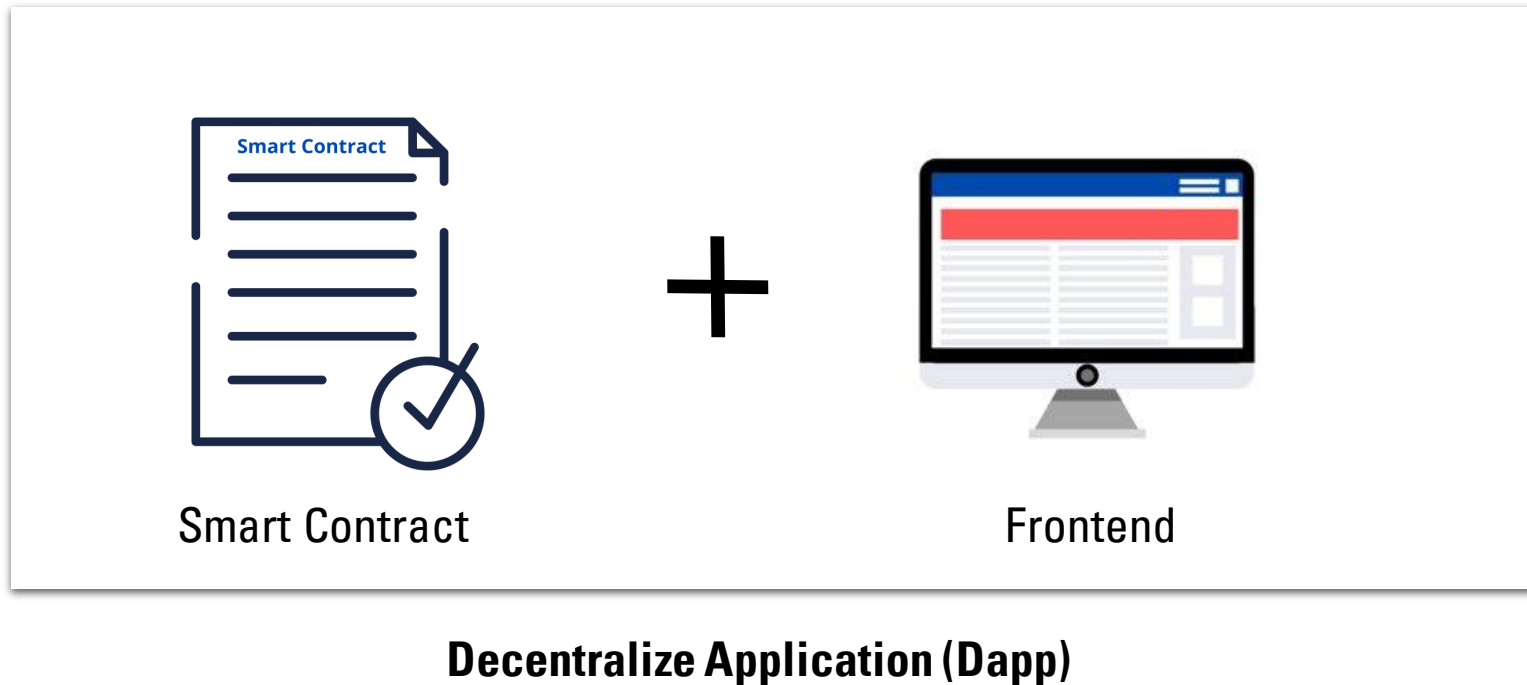 Smart Contract
Smart Contract
Frontend
Decentralize Application (Dapp)